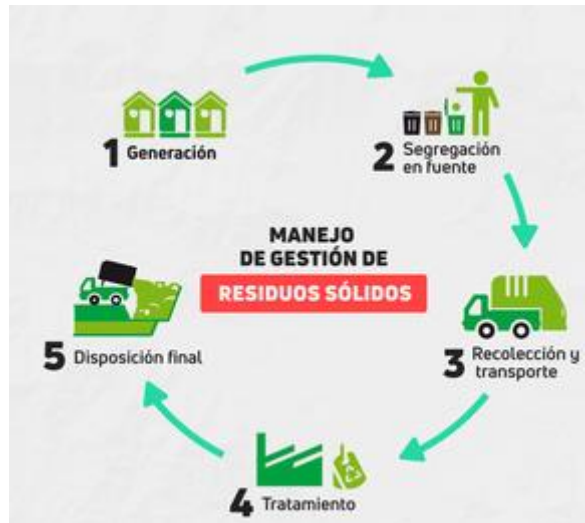 1 Generación
2 Segregación
en fuente
MANEJO
DE GESTIÓN DE
RESIDUOS SÓLIDOS
3 Recolección y
transporte
4 Tratamiento
5 Disposición final